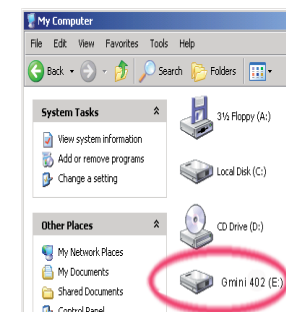 My Computer
File Edit View Favorites Tools Help
Back Search Folders
System Tasks
View system information
Add or remove programs
Change a setting
Other Places
My Network Places
My Documents
Shared Documents
Control Panel
3½ Floppy (A:)
Local Disk (C:)
CD Drive (D:)
Gmini 402 (E:)